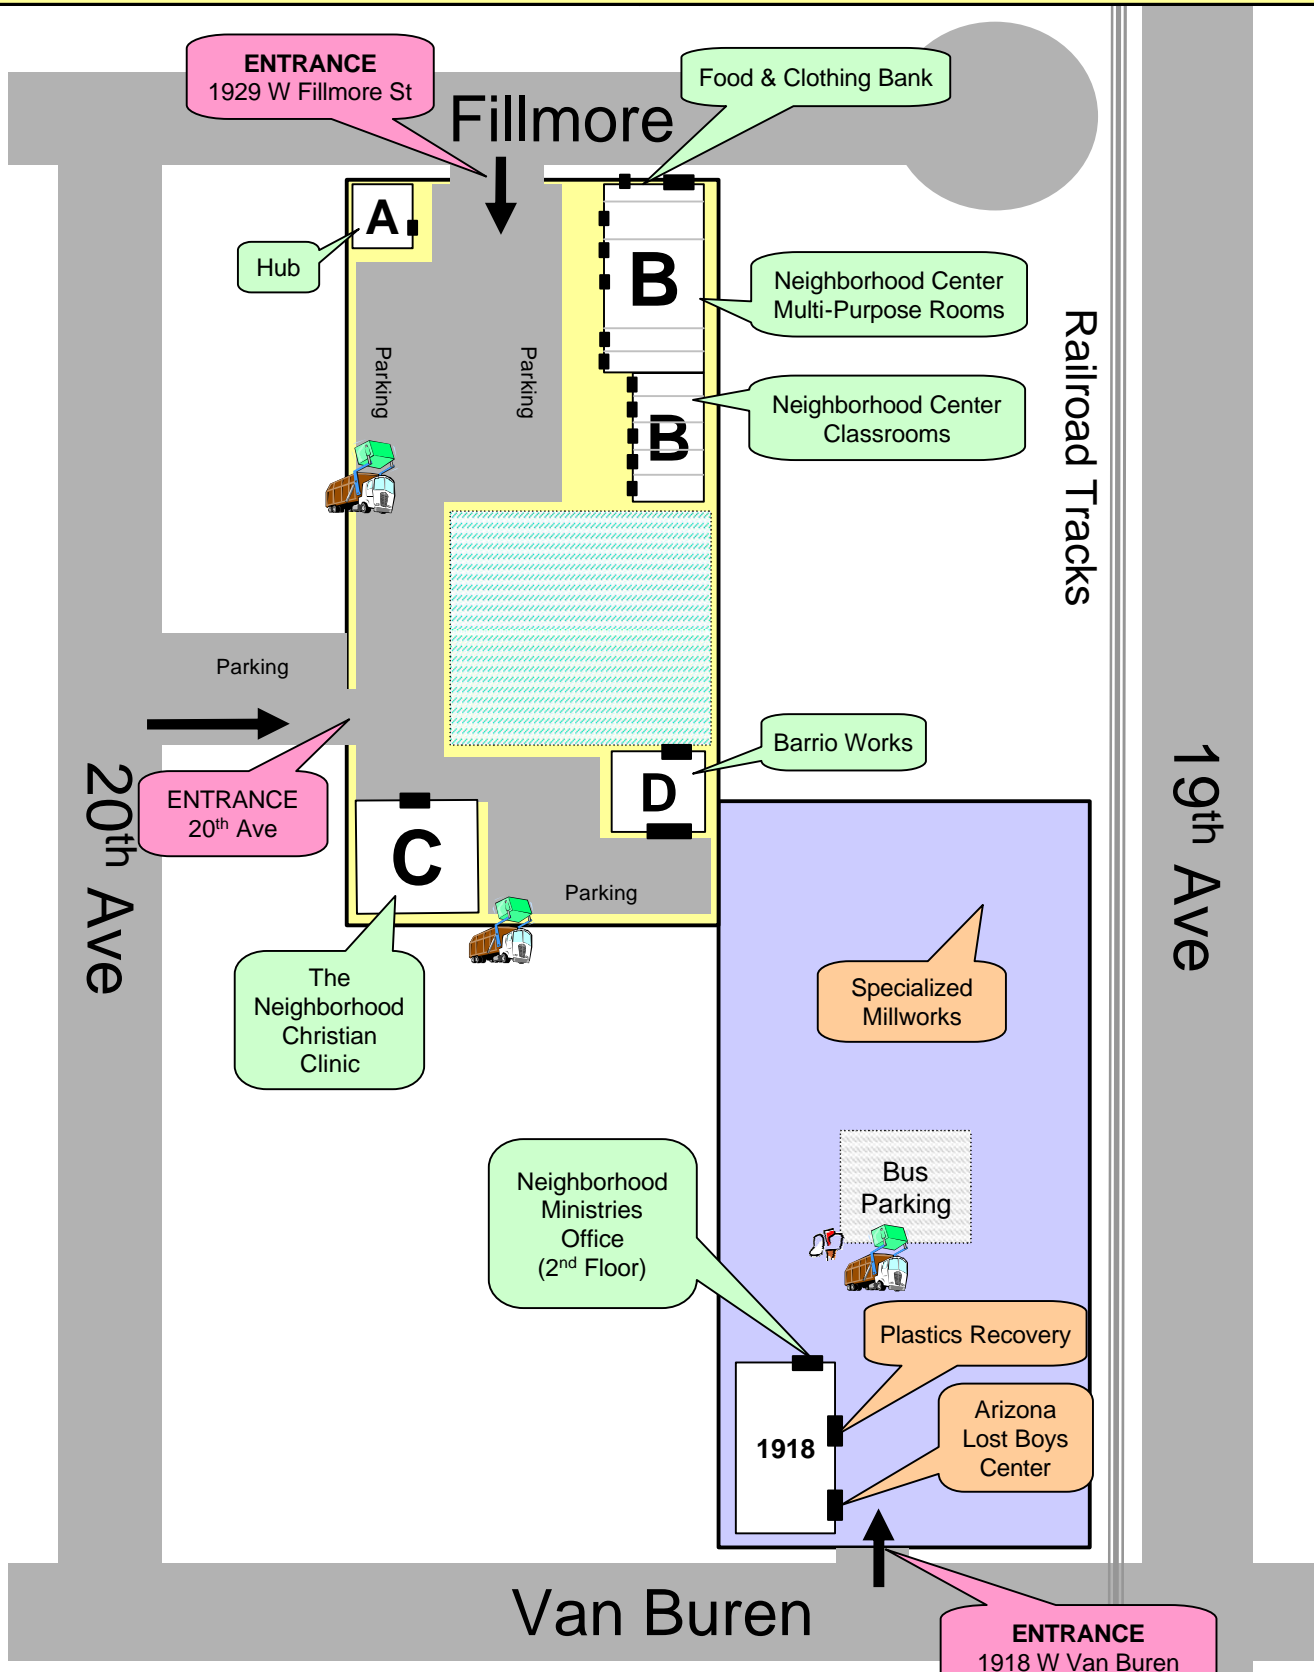 ENTRANCE
1929 W Fillmore St
Food & Clothing Bank
Fillmore
A
Hub
B
Neighborhood Center
Multi-Purpose Rooms
Parking
Parking
Neighborhood Center
Classrooms
B
Railroad Tracks
Parking
Barrio Works
D
ENTRANCE
20th Ave
20th Ave
19th Ave
C
Parking
The
Neighborhood
Christian
Clinic
Specialized
Millworks
Bus
Parking
Neighborhood
Ministries
Office
(2nd Floor)
Plastics Recovery
Arizona
Lost Boys
Center
1918
Van Buren
ENTRANCE
1918 W Van Buren